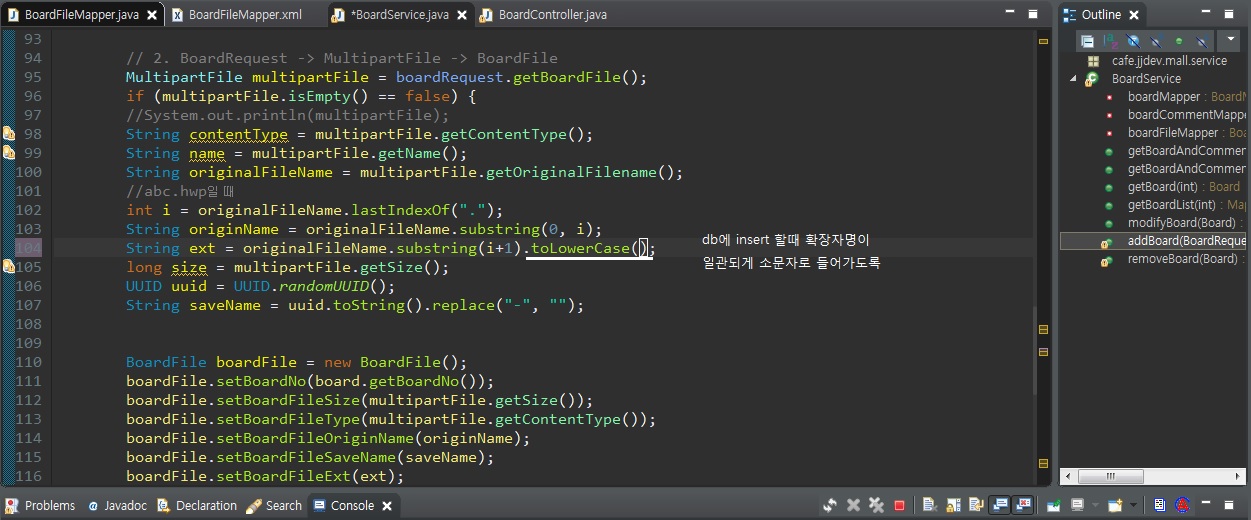 BoardFileMapper.java
BoardFileMapper.xml
*BoardService.java
BoardController.java
93
94 // 2. BoardRequest -> MultipartFile -> BoardFile
95 MultipartFile multipartFile = boardRequest.getBoardFile();
96 if (multipartFile.isEmpty() == false) {
97 //System.out.println(multipartFile);
98 String contentType = multipartFile.getContentType();
99 String name = multipartFile.getName();
100 String originalFileName = multipartFile.getOriginalFilename();
101 //abc.hwp일 때
102 int i = originalFileName.lastIndexOf(".");
103 String originName = originalFileName.substring(0, i);
104 String ext = originalFileName.substring(i+1).toLowerCase();
db에 insert 할때 확장자명이
일관되게 소문자로 들어가도록
105 long size = multipartFile.getSize();
106 UUID uuid = UUID.randomUUID();
107 String saveName = uuid.toString().replace("-", "");
108
109
110 BoardFile boardFile = new BoardFile();
111 boardFile.setBoardNo(board.getBoardNo());
112 boardFile.setBoardFileSize(multipartFile.getSize());
113 boardFile.setBoardFileType(multipartFile.getContentType());
114 boardFile.setBoardFileOriginName(originName);
115 boardFile.setBoardFileSaveName(saveName);
116 boardFile.setBoardFileExt(ext);
Outline
cafe.jjdev.mall.service
BoardService
boardMapper : BoardM
boardCommentMappe
boardFileMapper : Bo
getBoardAndCommen
getBoardAndCommen
getBoard(int) : Board
getBoardList(int) : Map
modifyBoard(Board) :
addBoard(BoardReque
removeBoard(Board) :
Problems
@ Javadoc
Declaration
Search
Console